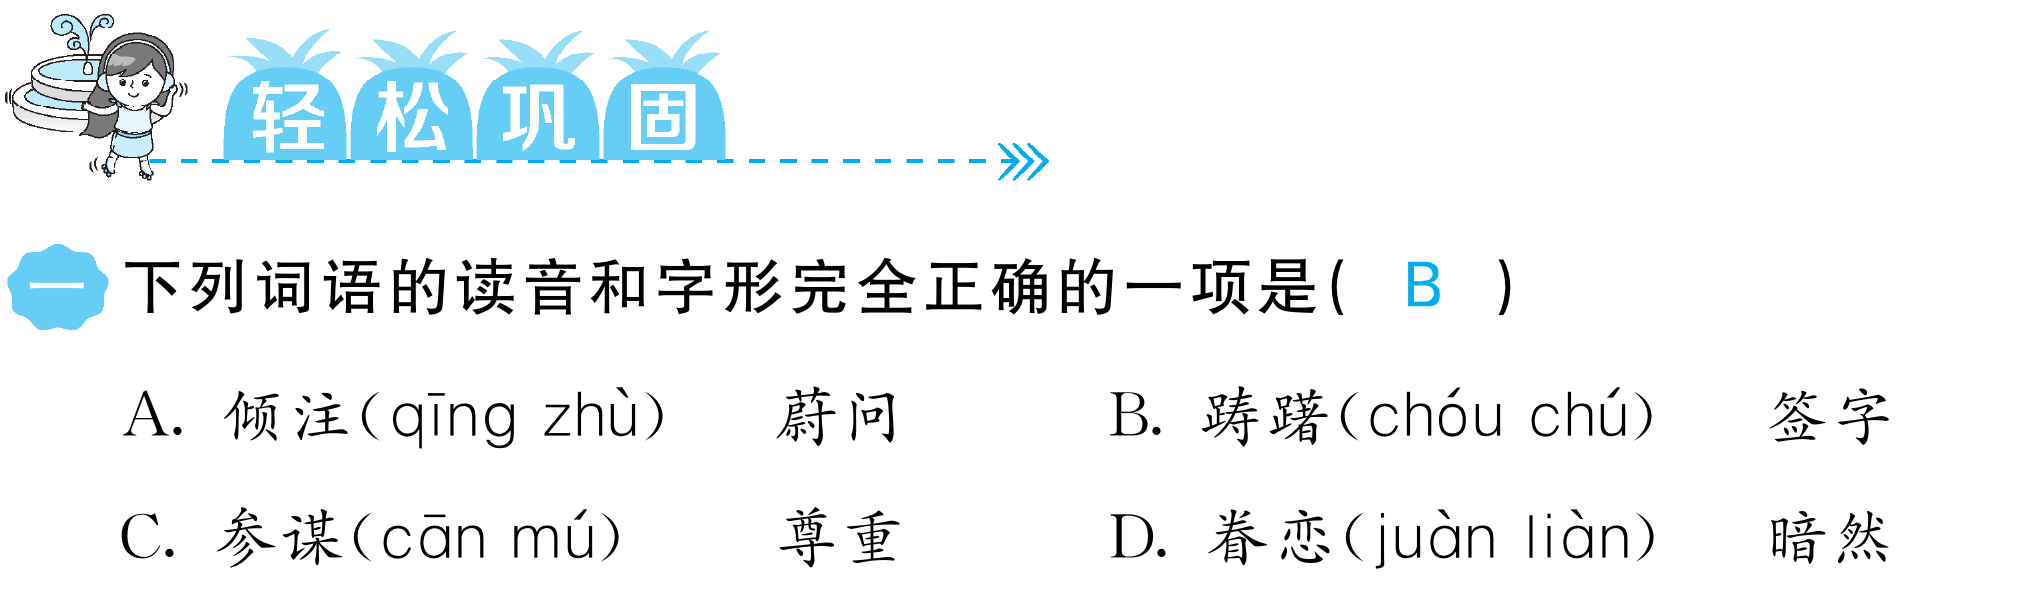 轻松巩固
一 下列词语的读音和字形完全正确的一项是( B )
A. 倾注(qīng zhù) 蔚问 B. 踌躇(chóu chú) 签字
C. 参谋(cān mú) 尊重 D. 眷恋(juàn liàn) 暗然